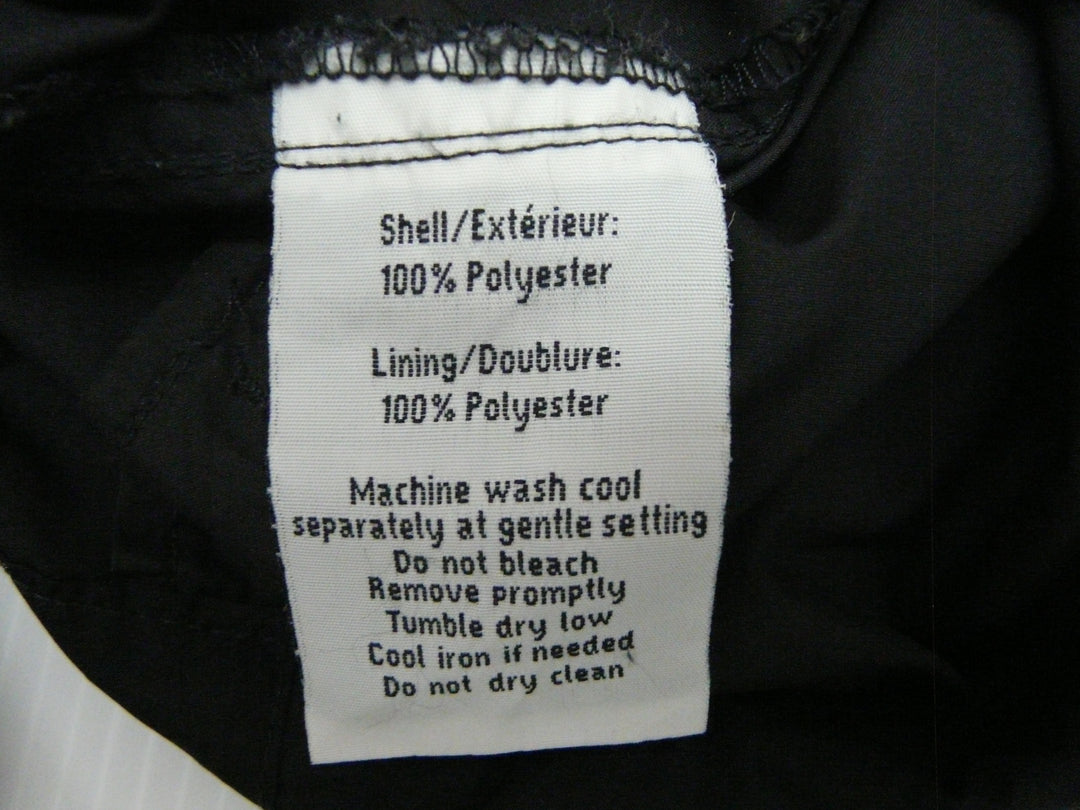 Shell/Extérieur:
100% Polyester
Lining/Doublure:
100% Polyester
Machine wash cool
separately at gentle setting
Do not bleach
Remove promptly
Tumble dry low
Cool iron if needed
Do not dry clean